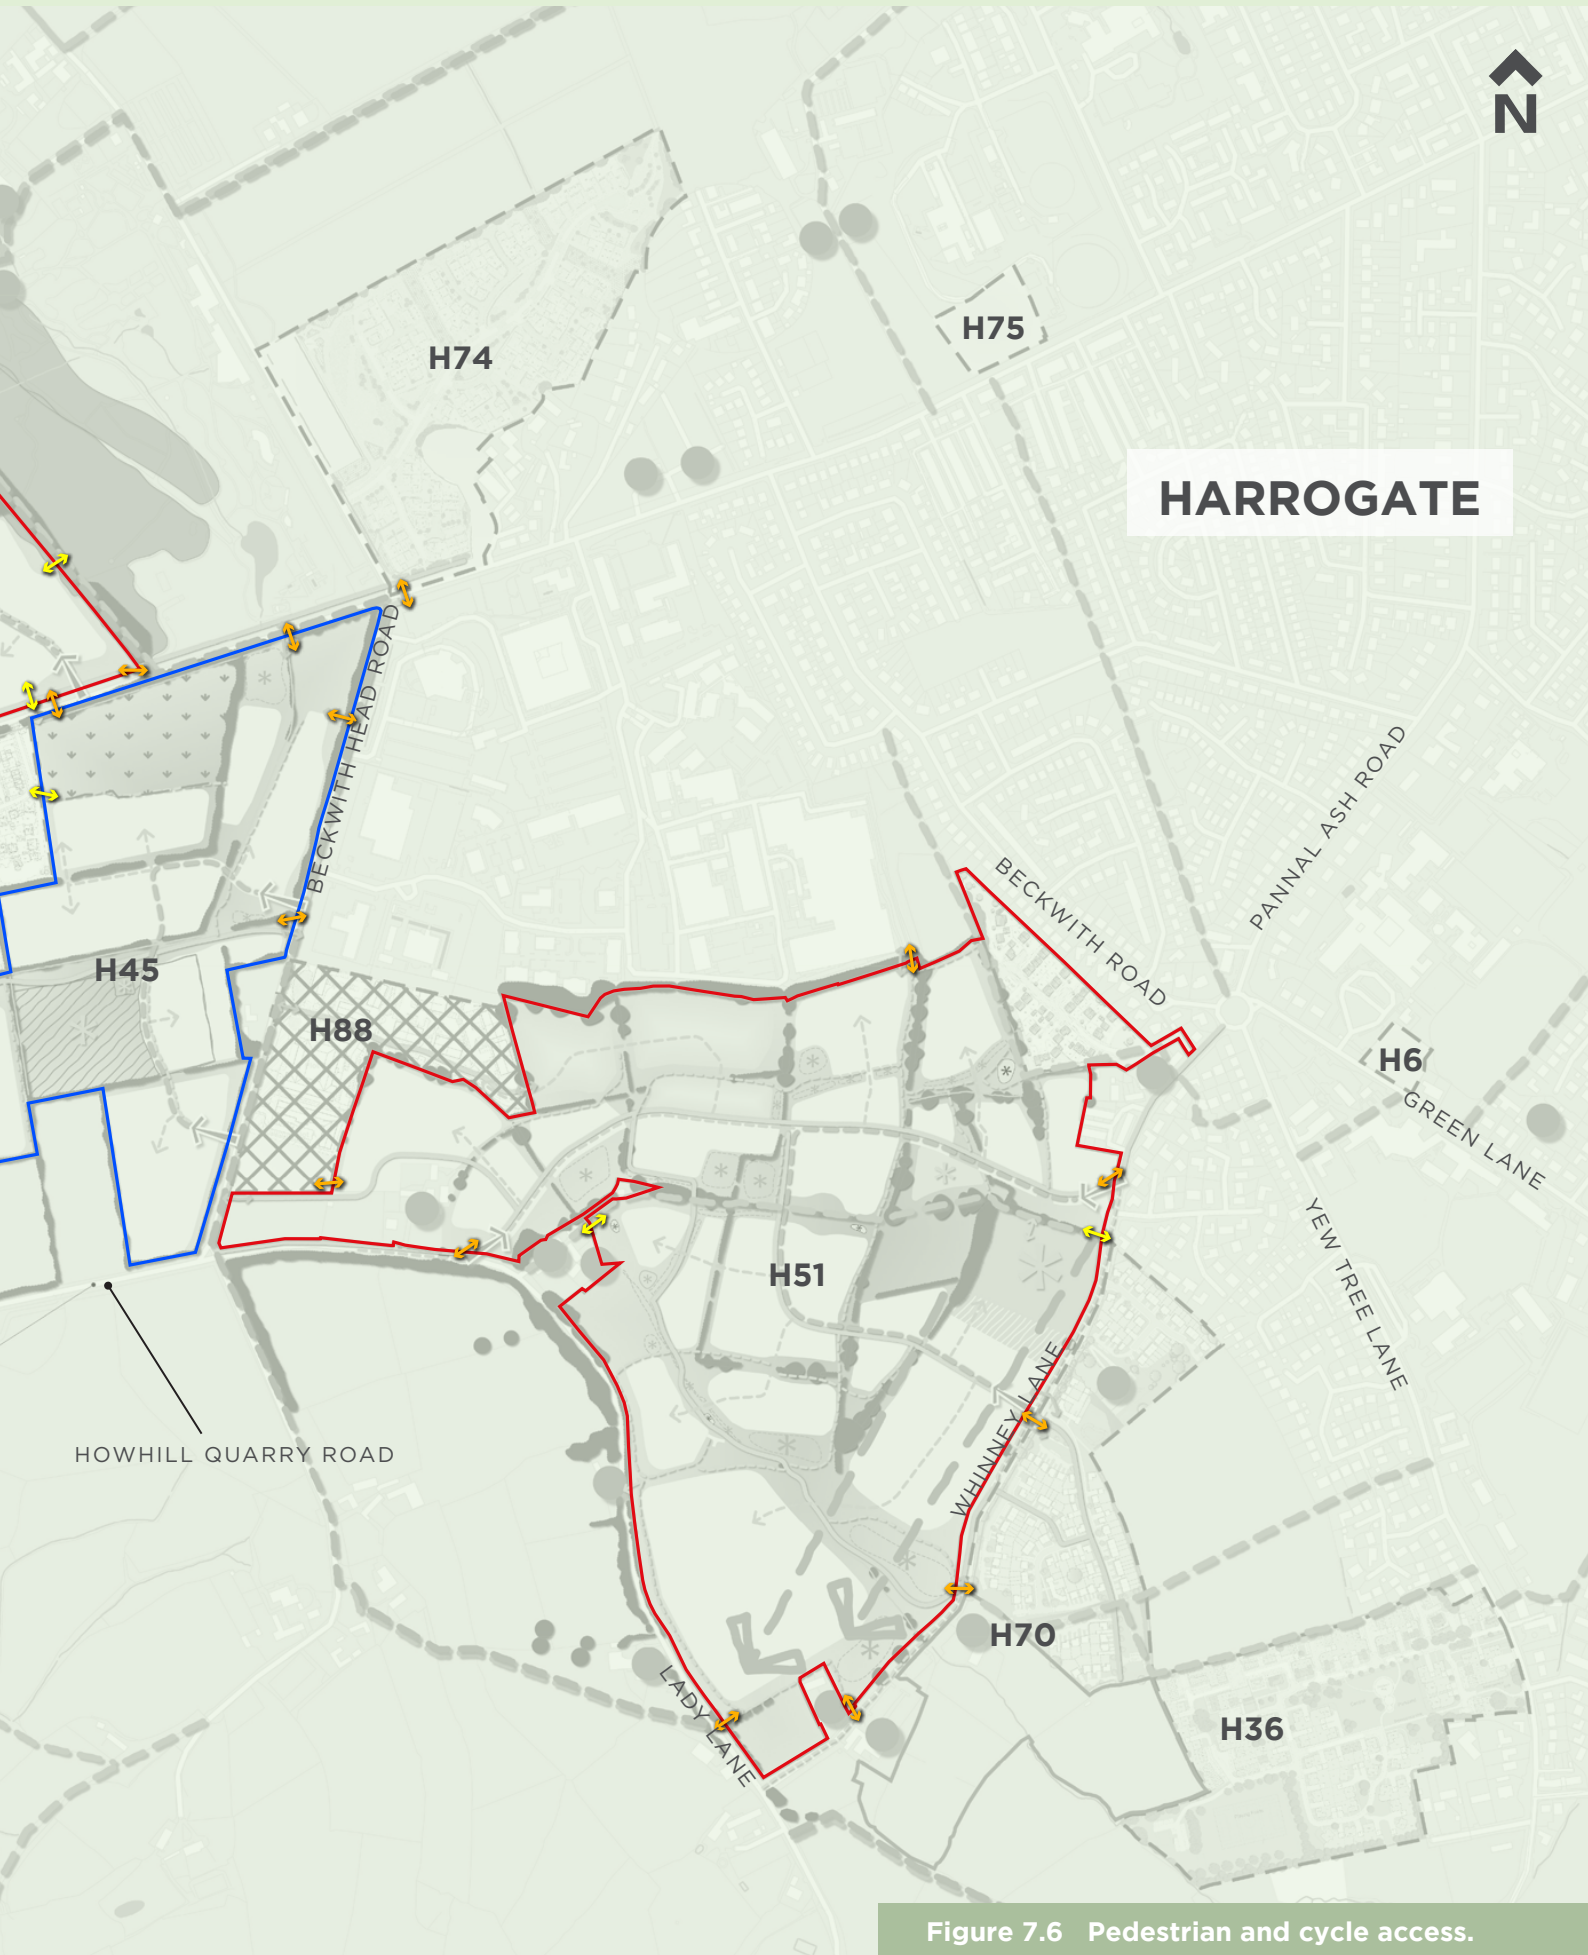 N
H75
H74
HARROGATE
BECKWITH HEAD ROAD
PANNAL ASH ROAD
BECKWITH ROAD
H45
H88
H6
GREEN LANE
YEW TREE LANE
H51
WHINNEY LANE
HOWHILL QUARRY ROAD
H70
LADY LANE
H36
Figure 7.6 Pedestrian and cycle access.